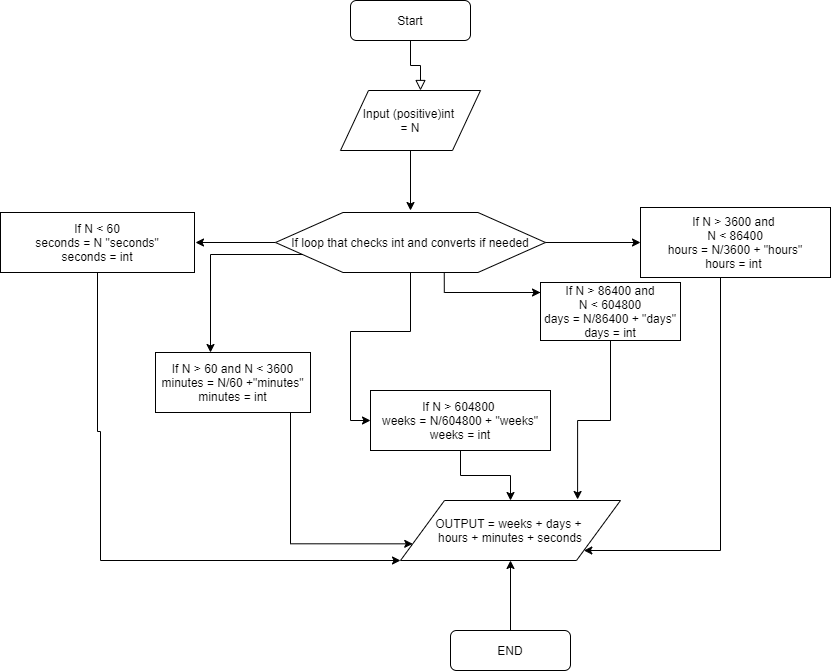 Start
Input (positive)int
= N
If loop that checks int and converts if needed
If N < 60
seconds = N "seconds"
seconds = int
If N > 3600 and
N < 86400
hours = N/3600 + "hours"
hours = int
If N > 86400 and
N < 604800
days = N/86400 + "days"
days = int
If N > 60 and N < 3600
minutes = N/60 +"minutes"
minutes = int
If N > 604800
weeks = N/604800 + "weeks"
weeks = int
OUTPUT = weeks + days +
hours + minutes + seconds
END